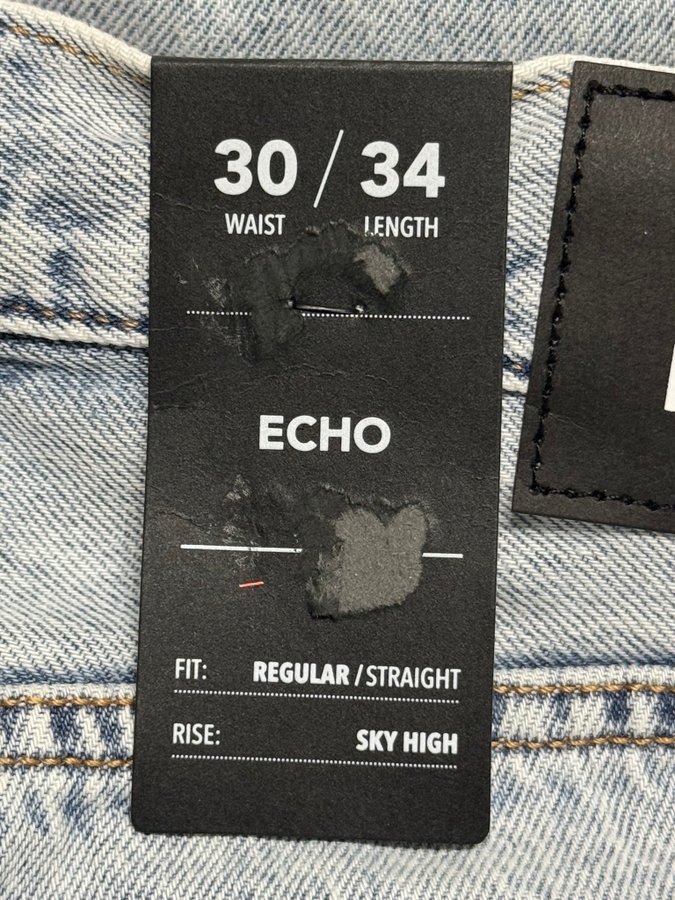 30 / 34
WAIST LENGTH
ECHO
FIT: REGULAR / STRAIGHT
RISE: SKY HIGH